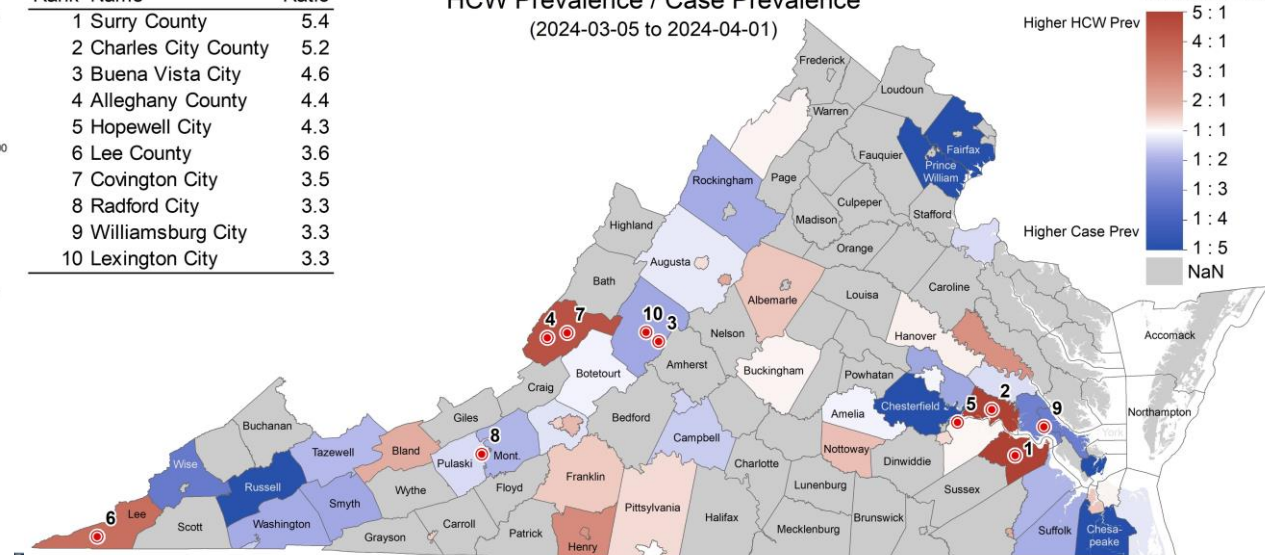 Rank Name Ratio
1 Surry County 5.4
2 Charles City County 5.2
3 Buena Vista City 4.6
4 Alleghany County 4.4
5 Hopewell City 4.3
6 Lee County 3.6
7 Covington City 3.5
8 Radford City 3.3
9 Williamsburg City 3.3
10 Lexington City 3.3
HCW Prevalence / Case Prevalence
(2024-03-05 to 2024-04-01)
Higher HCW Prev
5 : 1
4 : 1
3 : 1
2 : 1
1 : 1
1 : 2
1 : 3
1 : 4
Higher Case Prev
1 : 5
NaN
Frederick
Loudoun
Warren
Fairfax
Prince
William
Fauquier
Rockingham
Page
Culpeper
Madison
Stafford
Highland
Orange
Augusta
Bath
Albemarle
Louisa
Caroline
4
7
10
3
Nelson
Hanover
Accomack
Botetourt
Amherst
Buckingham
Powhatan
Craig
2
Northampton
Giles
Bedford
Amelia
Chesterfield
5
9
York
Buchanan
8
Campbell
Tazewell
Bland
Pulaski
Mont.
Nottoway
Dinwiddie
1
Wise
Charlotte
Russell
Wythe
Floyd
Franklin
Lunenburg
Sussex
6
Lee
Smyth
Pittsylvania
Halifax
Brunswick
Scott
Washington
Carroll
Patrick
Mecklenburg
Suffolk
Chesa-
peake
Grayson
Henry
00